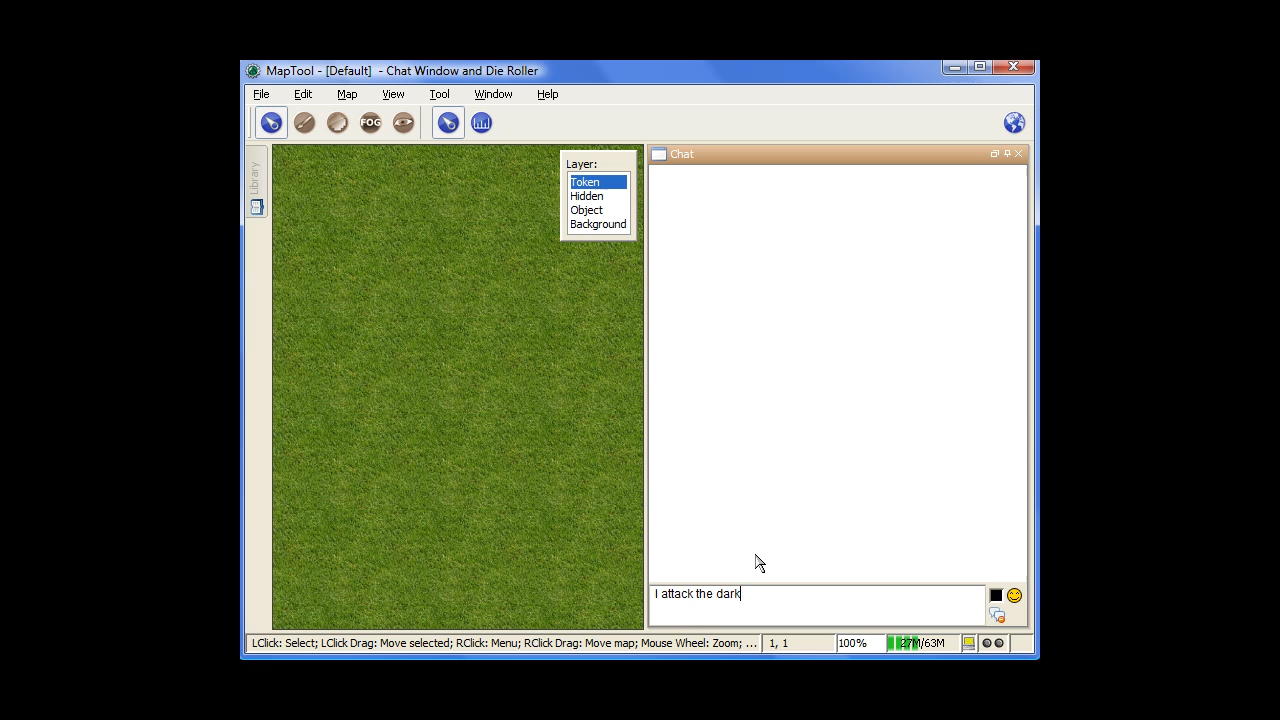 MapTool - [Default] - Chat Window and Die Roller
File Edit Map View Tool Window Help
FOG
Library
Layer:
Token
Hidden
Object
Background
Chat
I attack the dark
LClick: Select; LClick Drag: Move selected; RClick: Menu; RClick Drag: Move map; Mouse Wheel: Zoom; ... 1, 1 100% 27M/63M